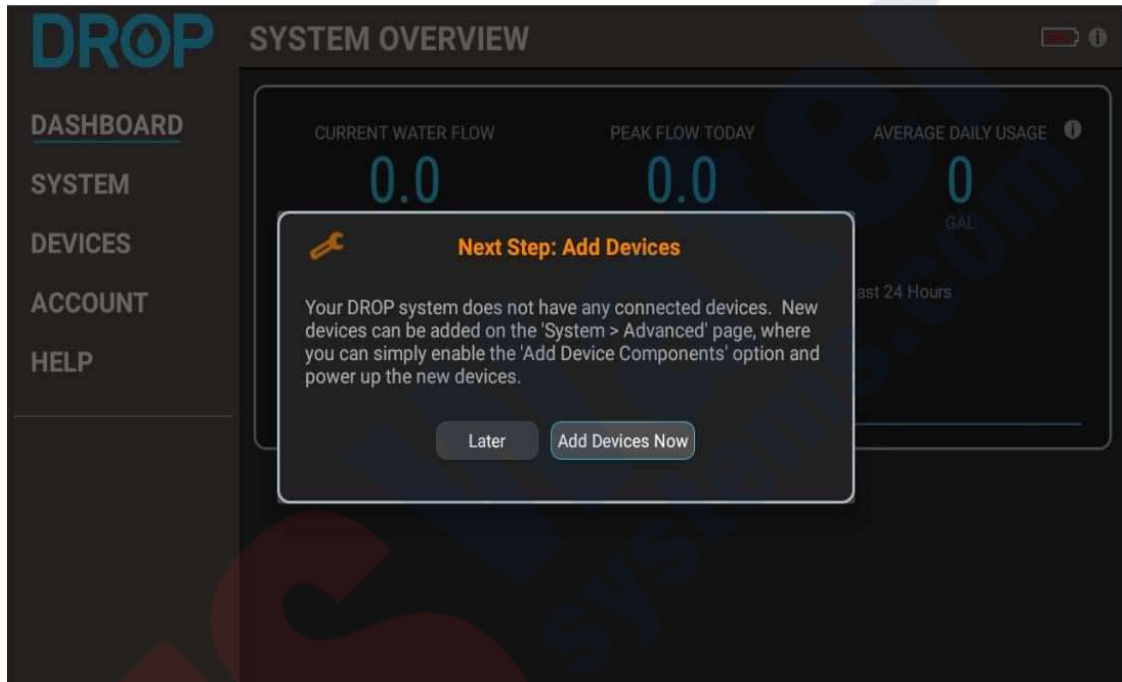 DROP
SYSTEM OVERVIEW
DASHBOARD
SYSTEM
DEVICES
ACCOUNT
HELP
CURRENT WATER FLOW
PEAK FLOW TODAY
AVERAGE DAILY USAGE
0.0
0.0
0
GAL
ast 24 Hours
Next Step: Add Devices
Your DROP system does not have any connected devices. New
devices can be added on the 'System > Advanced' page, where
you can simply enable the 'Add Device Components' option and
power up the new devices.
Later
Add Devices Now